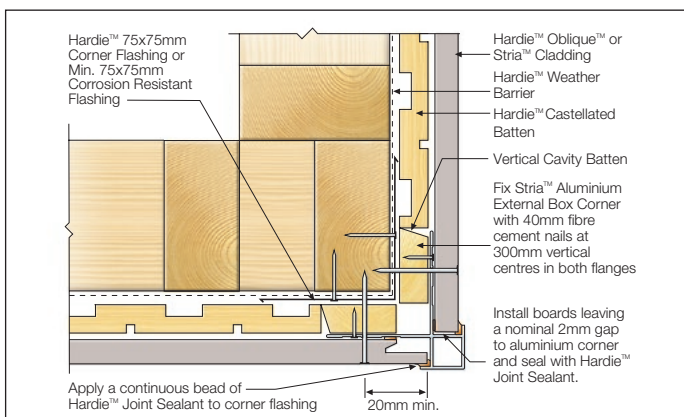 Hardie™ 75x75mm
Corner Flashing or
Min. 75x75mm
Corrosion Resistant
Flashing
Hardie™ Oblique™ or
Stria™ Cladding
Hardie™ Weather
Barrier
Hardie™ Castellated
Batten
Vertical Cavity Batten
Fix Stria™ Aluminium
External Box Corner
with 40mm fibre
cement nails at
300mm vertical
centres in both flanges
Install boards leaving
a nominal 2mm gap
to aluminium corner
and seal with Hardie™
Joint Sealant.
Apply a continuous bead of
Hardie™ Joint Sealant to corner flashing
20mm min.